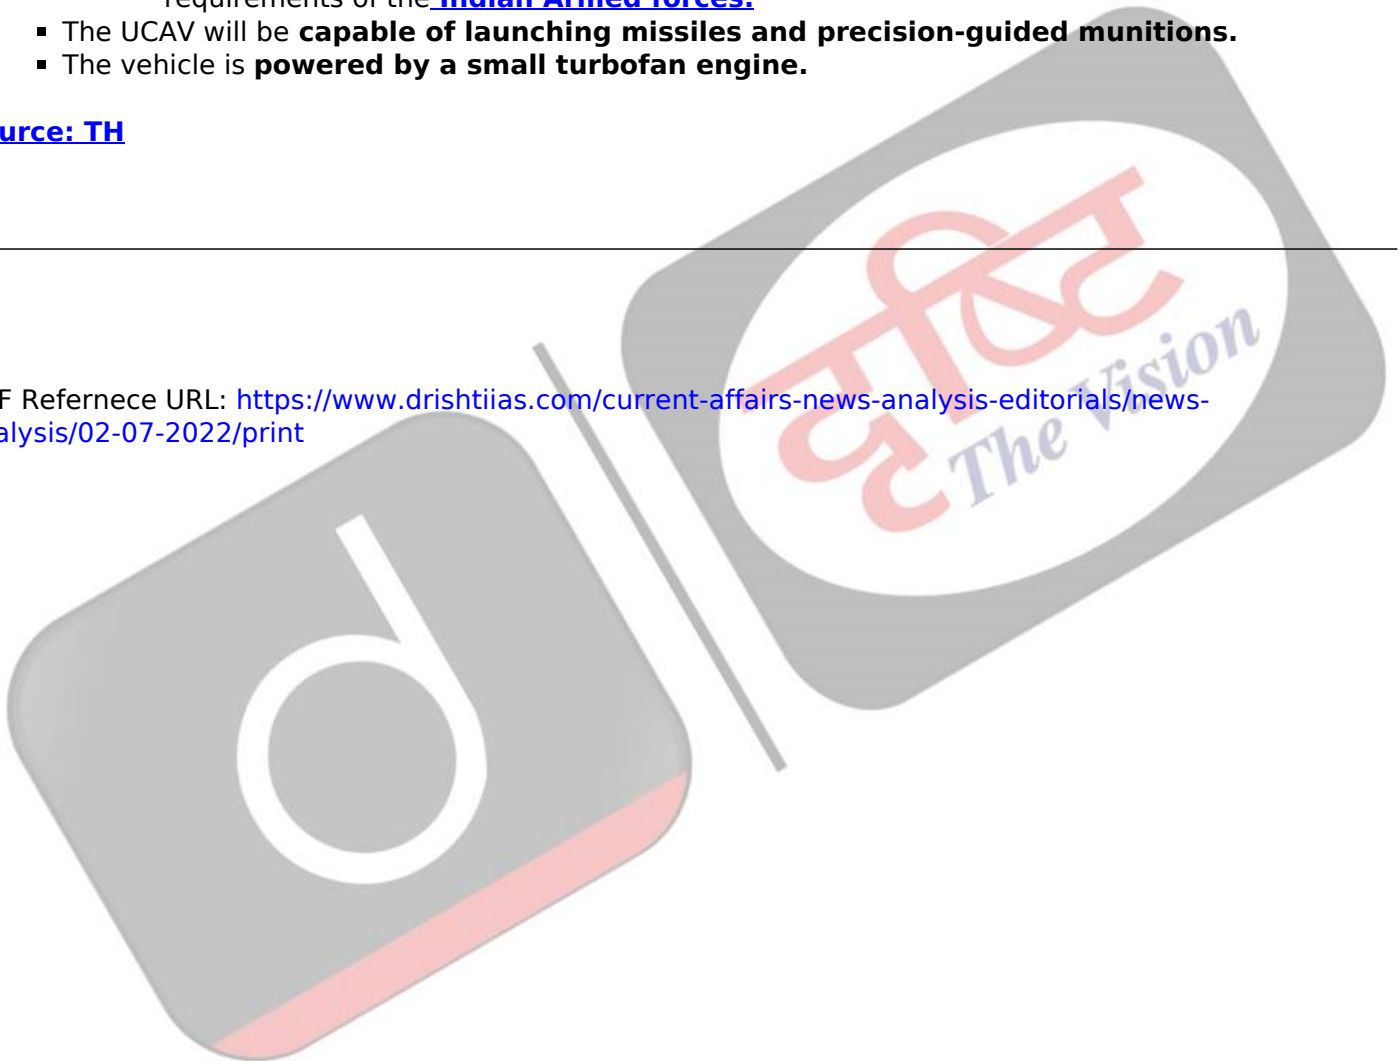 requirements of the Indian Armed forces.
▪ The UCAV will be capable of launching missiles and precision-guided munitions.
▪ The vehicle is powered by a small turbofan engine.
urce: TH
F Refernece URL: https://www.drishtiias.com/current-affairs-news-analysis-editorials/news-
alysis/02-07-2022/print
d
दृष्टि
The Vision